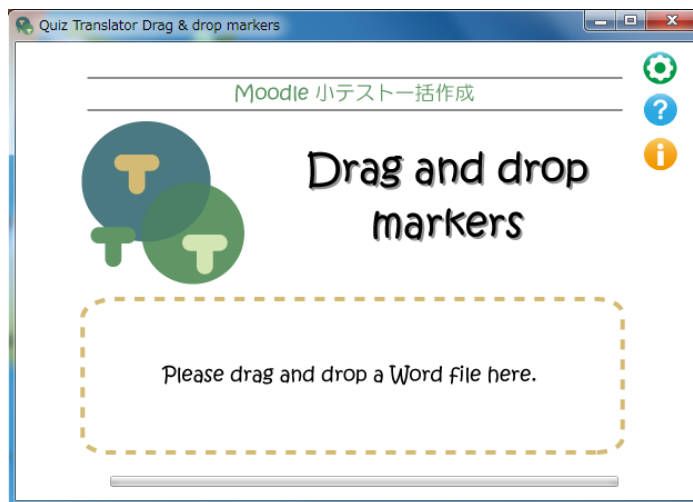 Quiz Translator Drag & drop markers
Moodle 小テスト一括作成
?
i
T
Drag and drop
markers
T
T
Please drag and drop a Word file here.